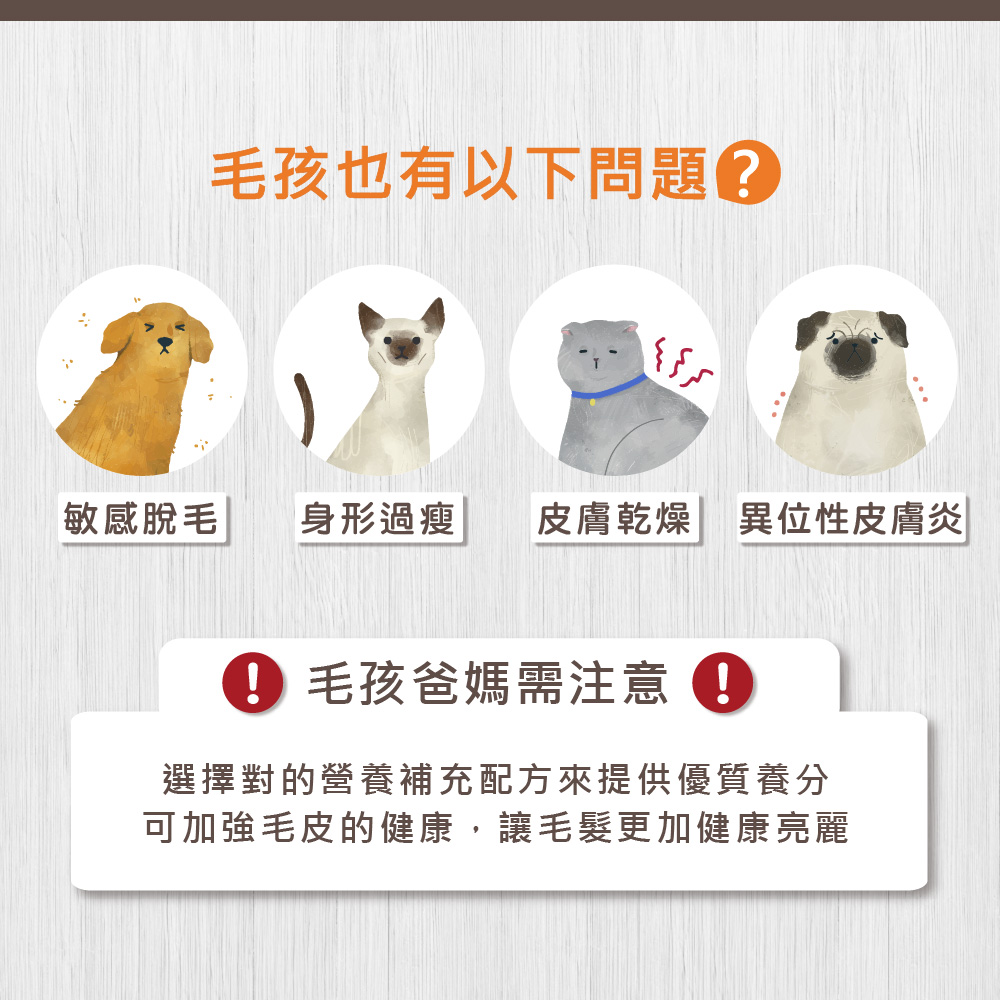 毛孩也有以下問題?
敏感脫毛
身形過瘦
皮膚乾燥
異位性皮膚炎
! 毛孩爸媽需注意 !
選擇對的營養補充配方來提供優質養分
可加強毛皮的健康，讓毛髮更加健康亮麗